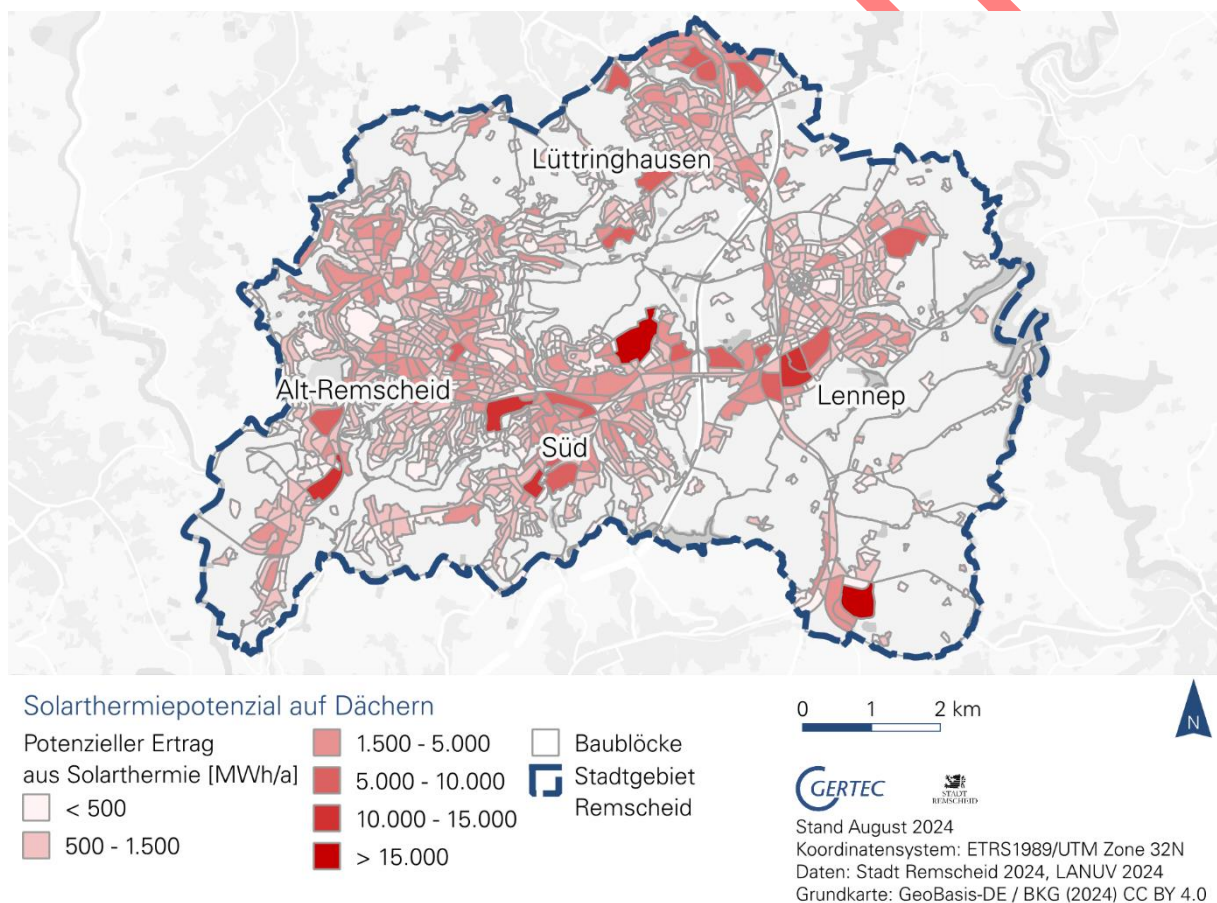 Lüttringhausen
Alt-Remscheid
Lennep
Süd
Solarthermiepotenzial auf Dächern
Potenzieller Ertrag
aus Solarthermie [MWh/a]
< 500
500 - 1.500
1.500 - 5.000
5.000 - 10.000
10.000 - 15.000
> 15.000
Baublöcke
Stadtgebiet
Remscheid
0 1 2 km
N
GERTEC
STADT
REMSCHEID
Stand August 2024
Koordinatensystem: ETRS1989/UTM Zone 32N
Daten: Stadt Remscheid 2024, LANUV 2024
Grundkarte: GeoBasis-DE / BKG (2024) CC BY 4.0